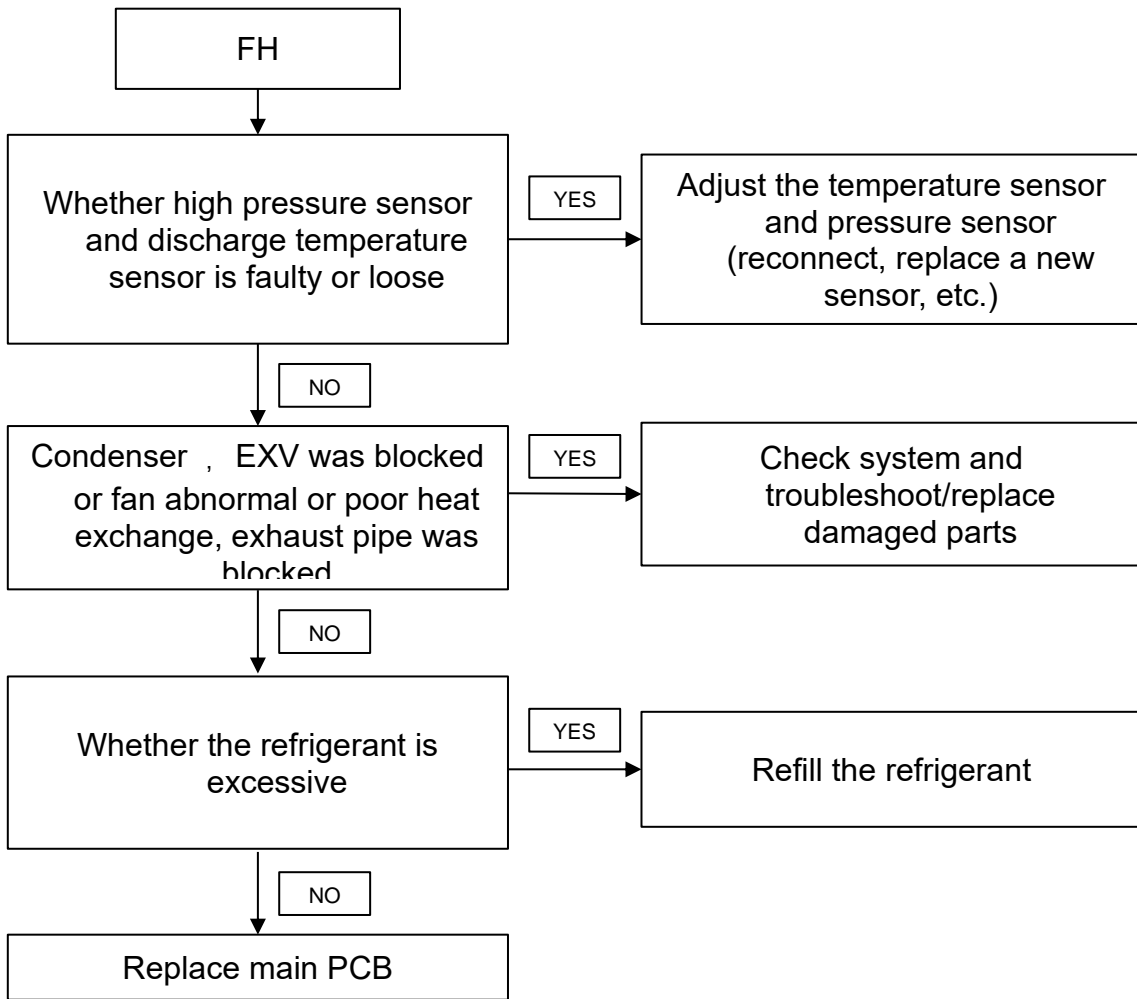 FH
Whether high pressure sensor
and discharge temperature
sensor is faulty or loose
YES
Adjust the temperature sensor
and pressure sensor
(reconnect, replace a new
sensor, etc.)
NO
Condenser , EXV was blocked
or fan abnormal or poor heat
exchange, exhaust pipe was
blocked
YES
Check system and
troubleshoot/replace
damaged parts
NO
Whether the refrigerant is
excessive
YES
Refill the refrigerant
NO
Replace main PCB